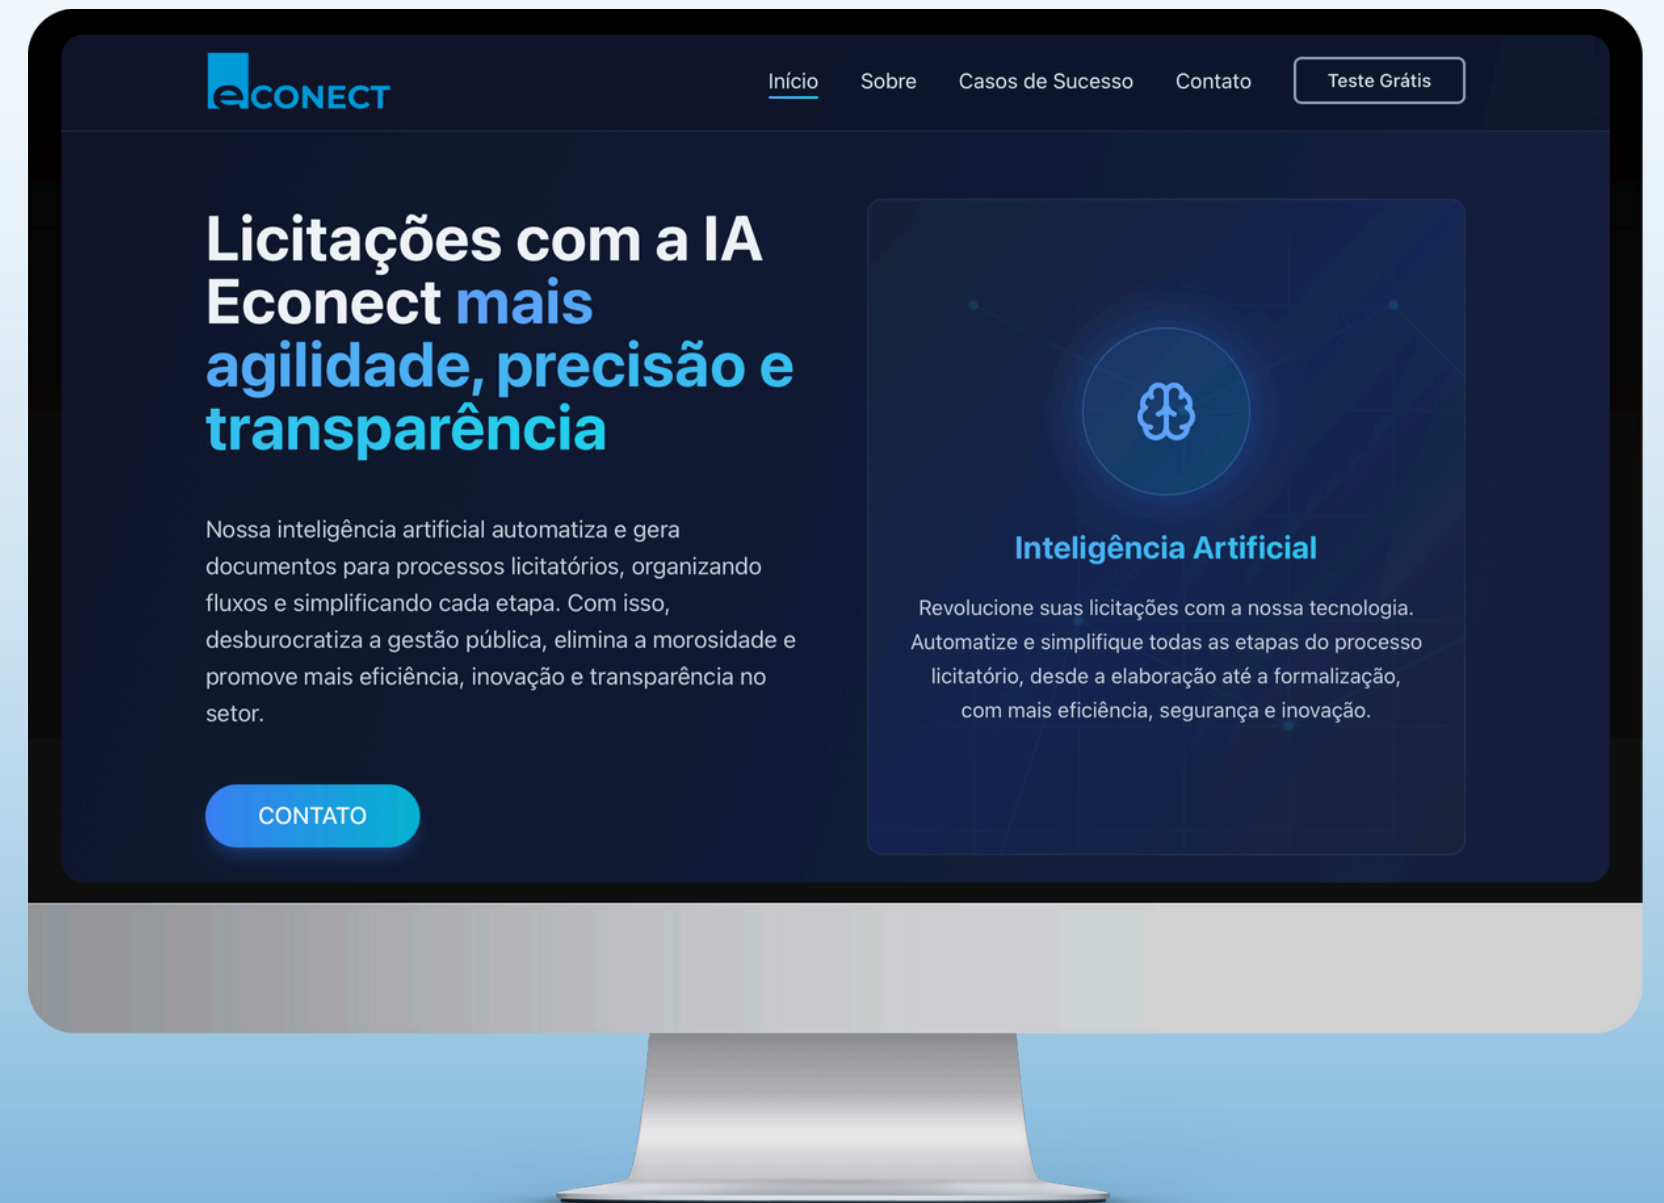 eCONECT
Início Sobre Casos de Sucesso Contato Teste Grátis
Licitações com a IA
Econect mais
agilidade, precisão e
transparência
Nossa inteligência artificial automatiza e gera
documentos para processos licitatórios, organizando
fluxos e simplificando cada etapa. Com isso,
desburocratiza a gestão pública, elimina a morosidade e
promove mais eficiência, inovação e transparência no
setor.
CONTATO
Inteligência Artificial
Revolucione suas licitações com a nossa tecnologia.
Automatize e simplifique todas as etapas do processo
licitatório, desde a elaboração até a formalização,
com mais eficiência, segurança e inovação.